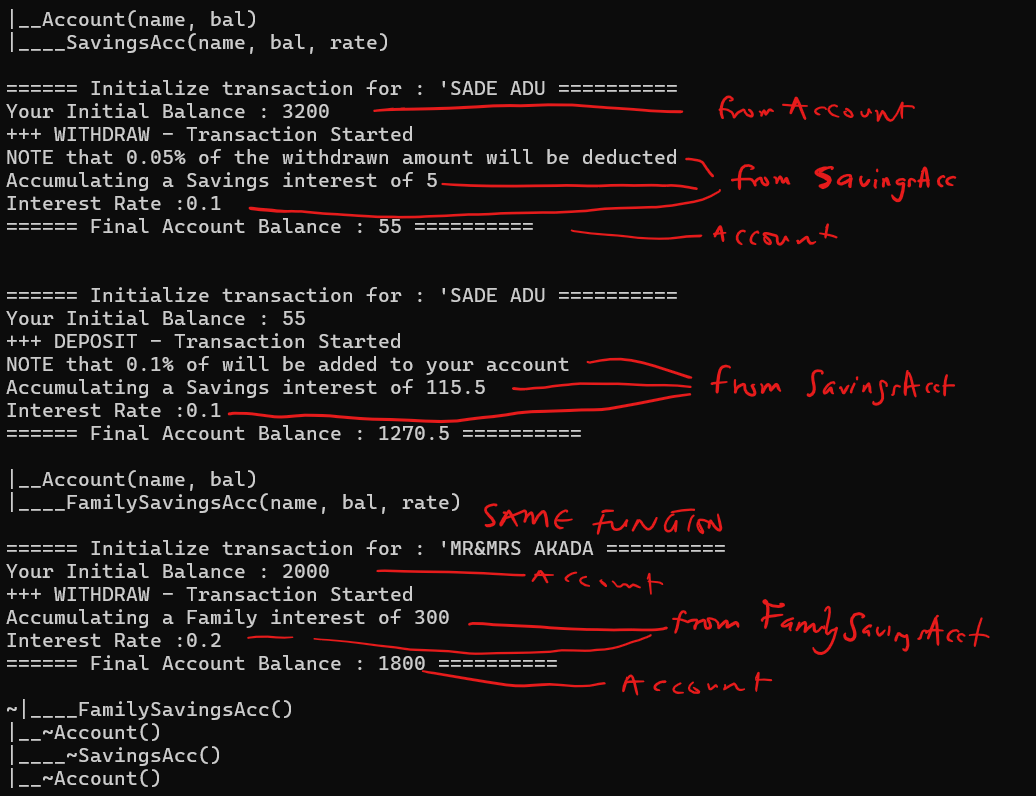 |__Account(name, bal)
|____SavingsAcc(name, bal, rate)
====== Initialize transaction for : 'SADE ADU ==========
Your Initial Balance : 3200 from Account
+++ WITHDRAW - Transaction Started
NOTE that 0.05% of the withdrawn amount will be deducted
Accumulating a Savings interest of 5 from SavingsAcc
Interest Rate :0.1
====== Final Account Balance : 55 ========== Account
====== Initialize transaction for : 'SADE ADU ==========
Your Initial Balance : 55
+++ DEPOSIT - Transaction Started
NOTE that 0.1% of will be added to your account
Accumulating a Savings interest of 115.5 from SavingsAcct
Interest Rate :0.1
====== Final Account Balance : 1270.5 ==========
|__Account(name, bal)
|____FamilySavingsAcc(name, bal, rate)
SAME FUNCTION
====== Initialize transaction for : 'MR&MRS AKADA ==========
Your Initial Balance : 2000 Account
+++ WITHDRAW - Transaction Started
Accumulating a Family interest of 300 from FamilySavingsAcct
Interest Rate :0.2
====== Final Account Balance : 1800 ========== Account
~|____FamilySavingsAcc()
|__~Account()
|____~SavingsAcc()
|__~Account()